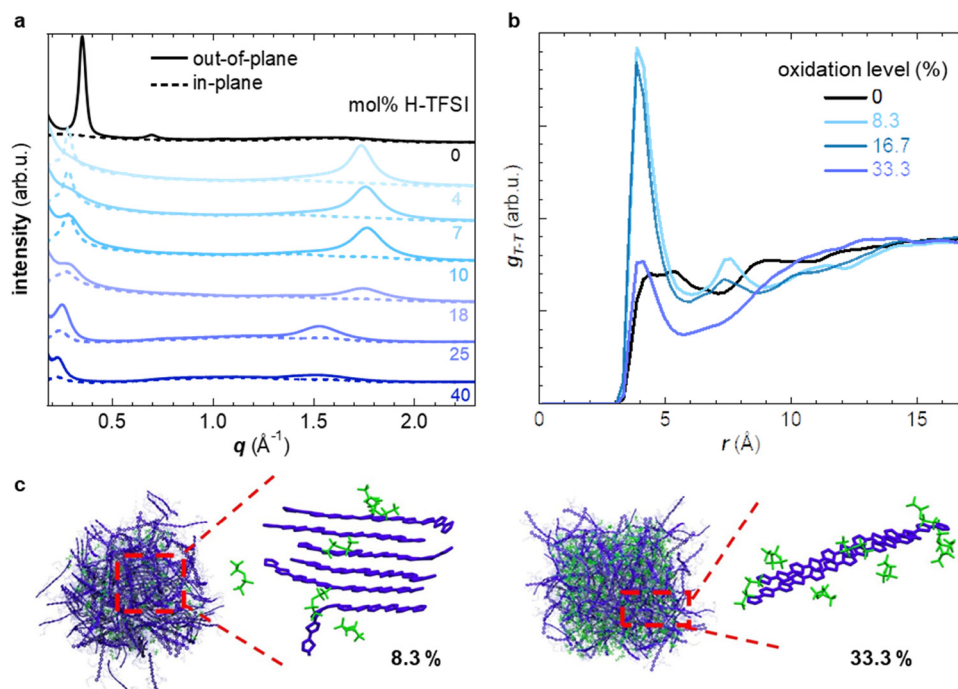 a
out-of-plane
in-plane
mol% H-TFSI
0
4
7
10
18
25
40
intensity (arb.u.)
0.5 1.0 1.5 2.0
q (Å⁻¹)
b
oxidation level (%)
0
8.3
16.7
33.3
gT-T (arb.u.)
0 5 10 15
r (Å)
c
8.3 %
33.3 %